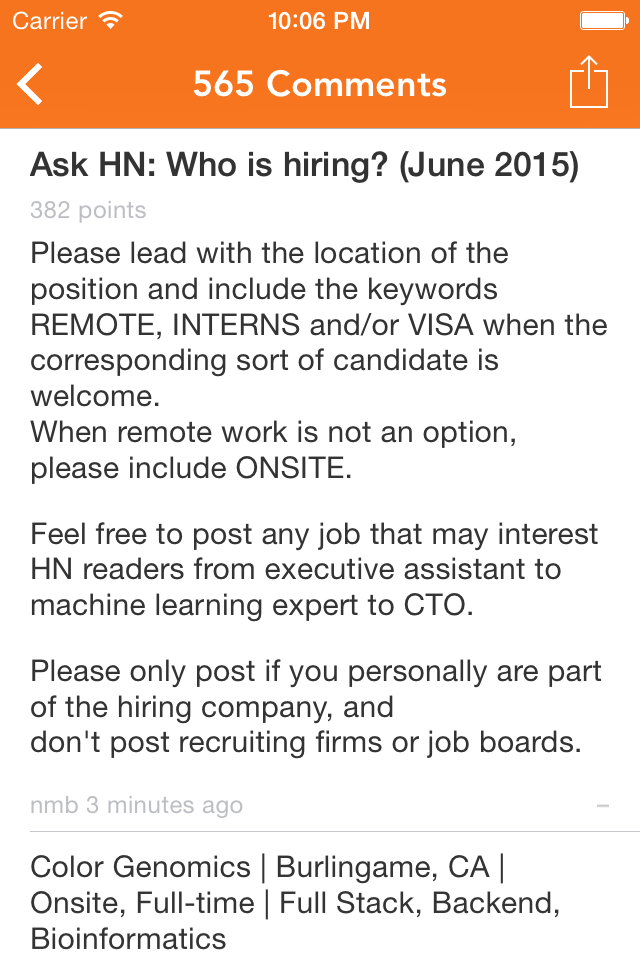 Carrier 10:06 PM
565 Comments
Ask HN: Who is hiring? (June 2015)
382 points
Please lead with the location of the
position and include the keywords
REMOTE, INTERNS and/or VISA when the
corresponding sort of candidate is
welcome.
When remote work is not an option,
please include ONSITE.
Feel free to post any job that may interest
HN readers from executive assistant to
machine learning expert to CTO.
Please only post if you personally are part
of the hiring company, and
don't post recruiting firms or job boards.
nmb 3 minutes ago –
Color Genomics | Burlingame, CA |
Onsite, Full-time | Full Stack, Backend,
Bioinformatics